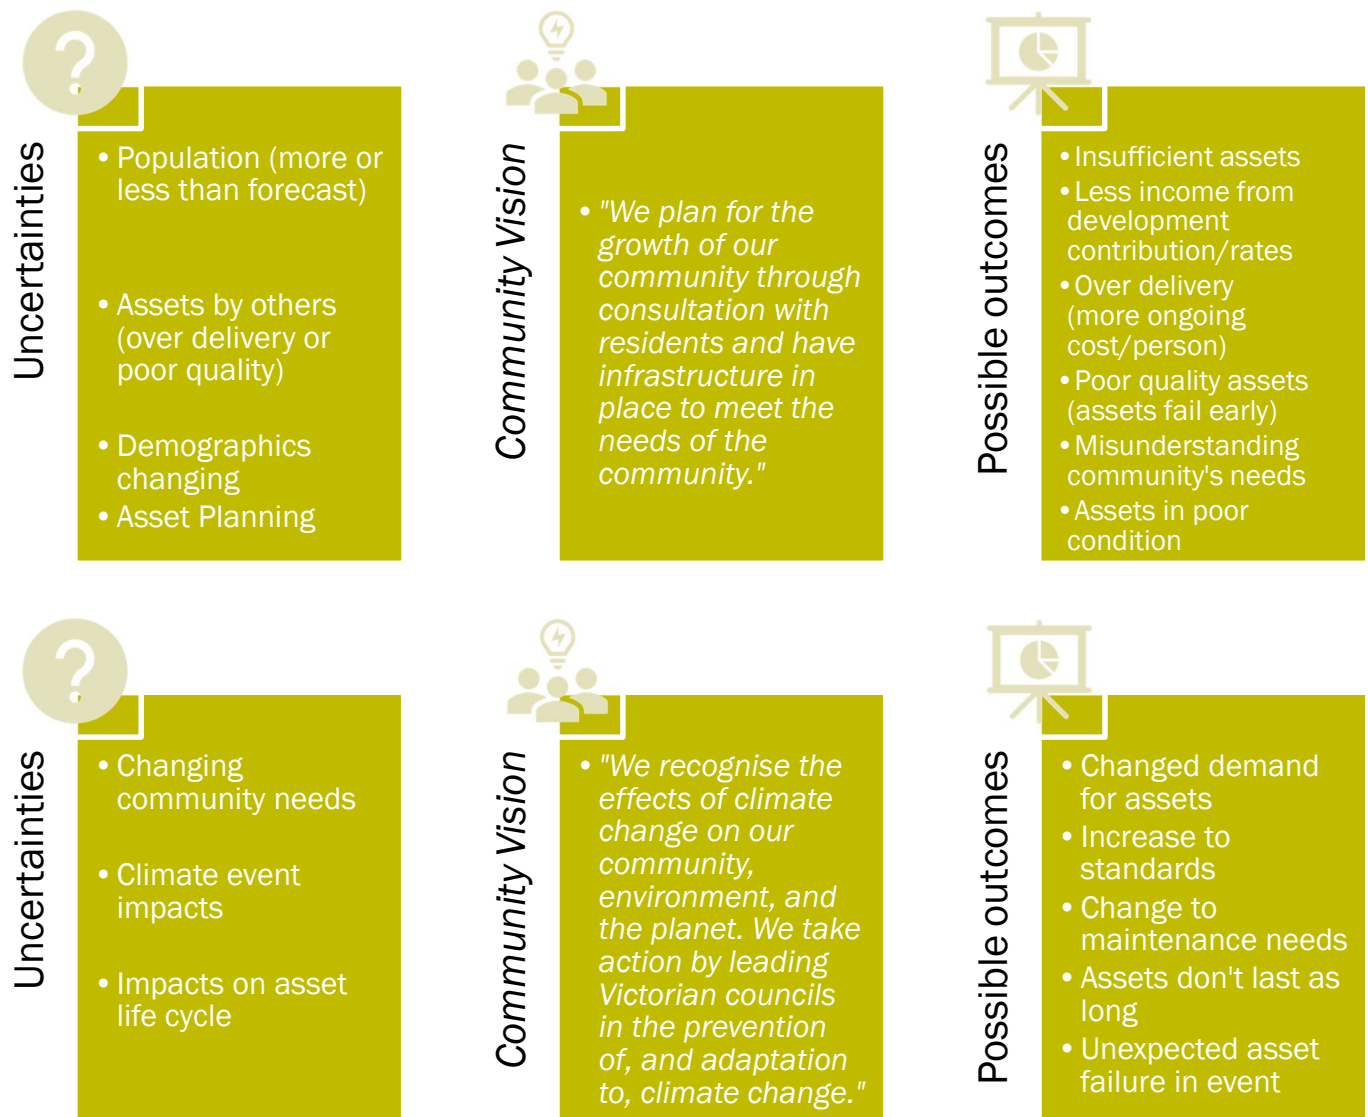 Uncertainties
• Population (more or
less than forecast)
• Assets by others
(over delivery or
poor quality)
• Demographics
changing
• Asset Planning
Community Vision
• "We plan for the
growth of our
community through
consultation with
residents and have
infrastructure in
place to meet the
needs of the
community."
Possible outcomes
• Insufficient assets
• Less income from
development
contribution/rates
• Over delivery
(more ongoing
cost/person)
• Poor quality assets
(assets fail early)
• Misunderstanding
community's needs
• Assets in poor
condition
Uncertainties
• Changing
community needs
• Climate event
impacts
• Impacts on asset
life cycle
Community Vision
• "We recognise the
effects of climate
change on our
community,
environment, and
the planet. We take
action by leading
Victorian councils
in the prevention
of, and adaptation
to, climate change."
Possible outcomes
• Changed demand
for assets
• Increase to
standards
• Change to
maintenance needs
• Assets don't last as
long
• Unexpected asset
failure in event